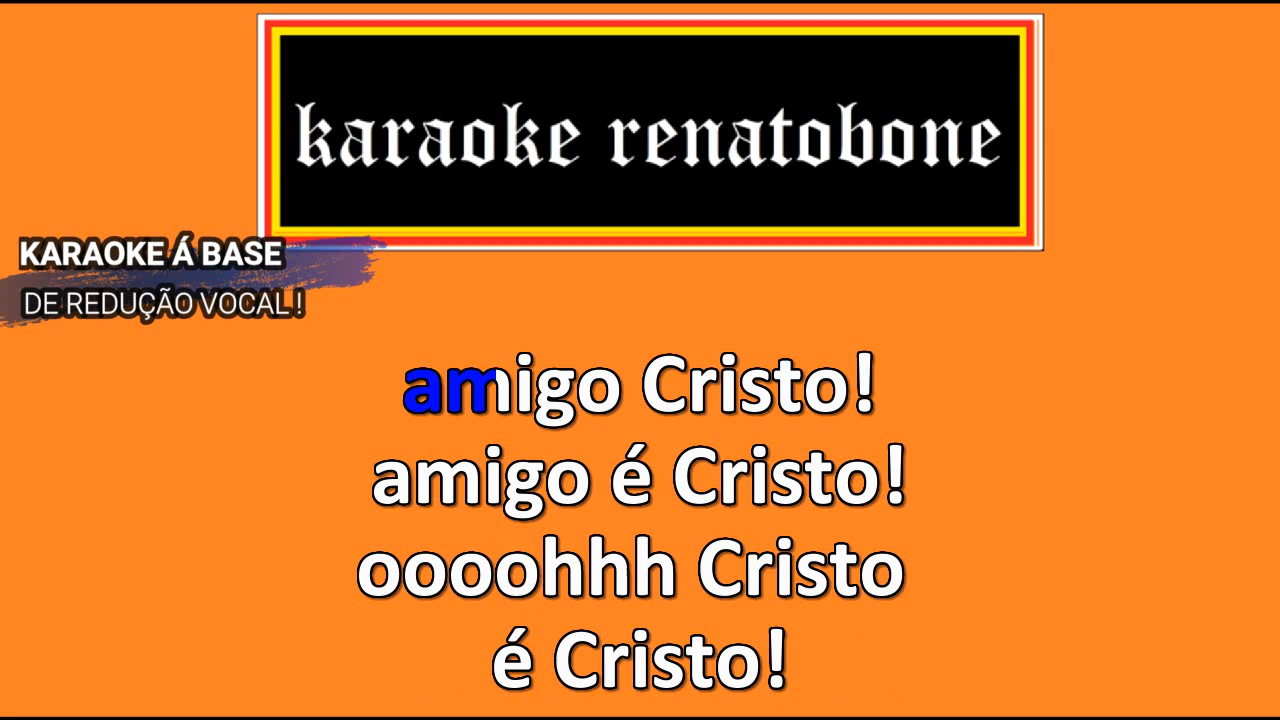 karaoke renatobone
KARAOKE Á BASE
DE REDUÇÃO VOCAL !
amigo Cristo!
amigo é Cristo!
oooohhh Cristo
é Cristo!